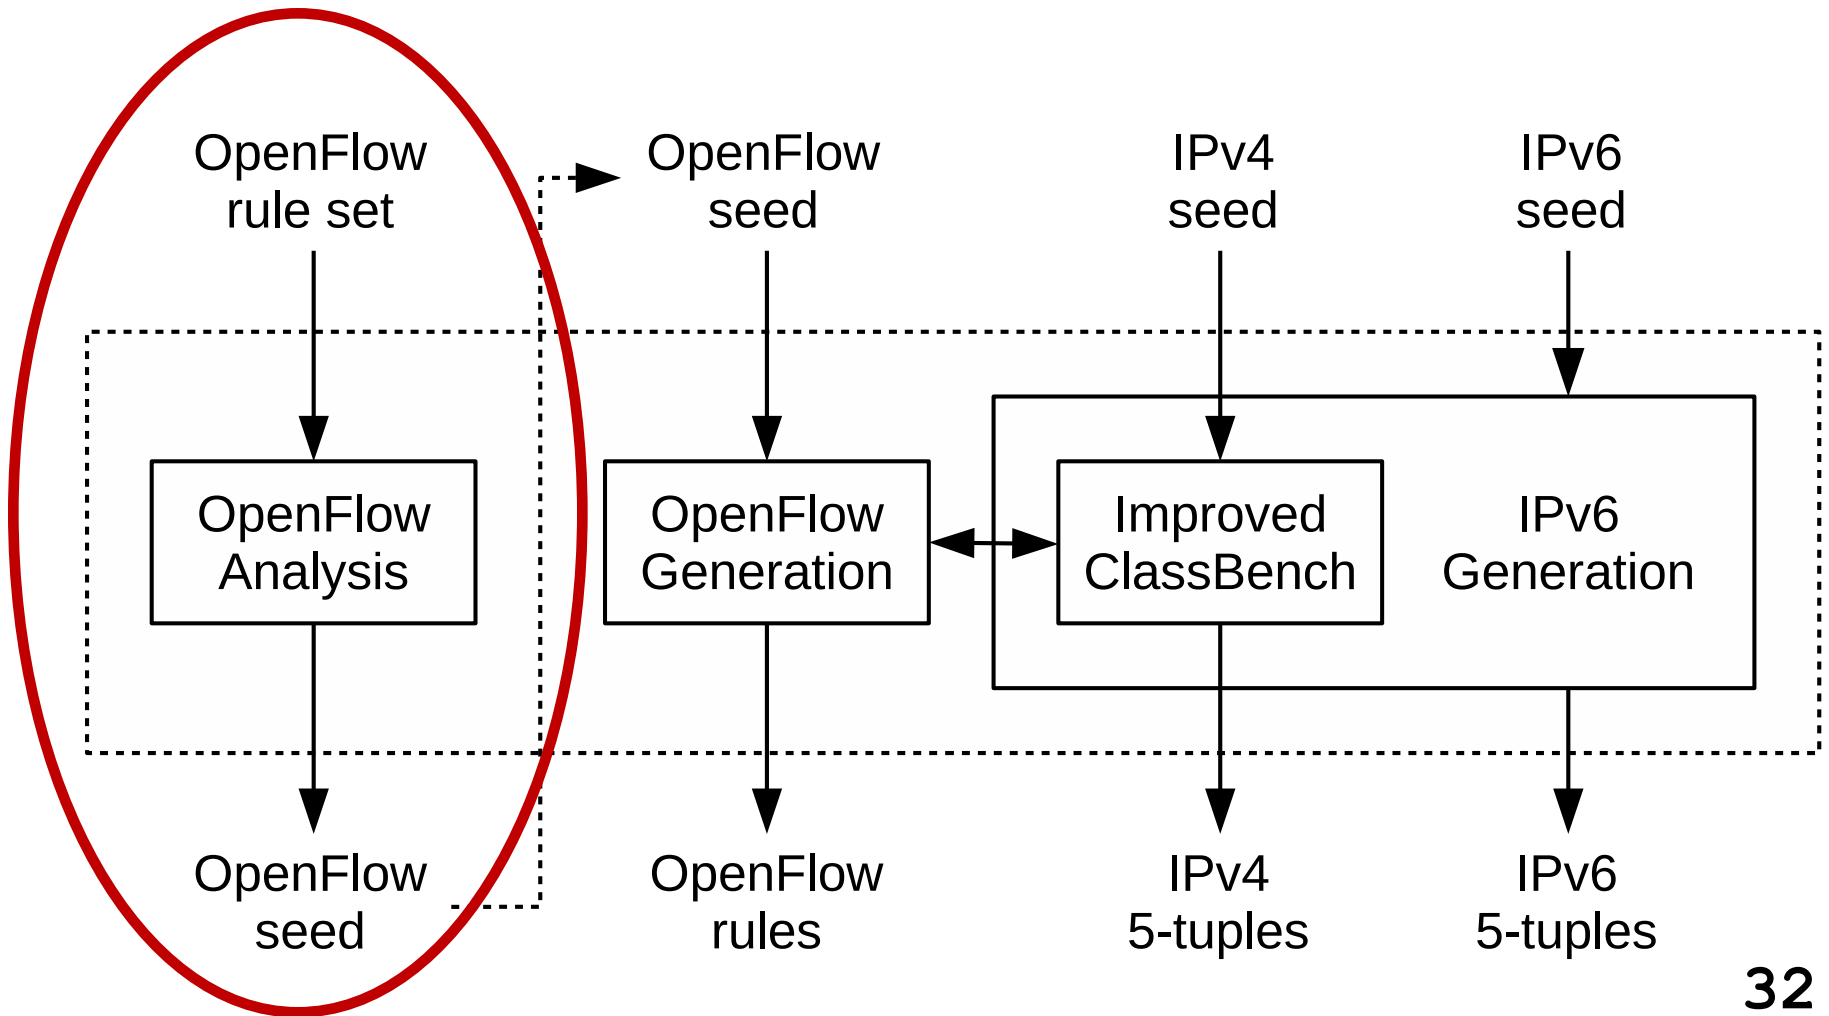 OpenFlow
rule set
OpenFlow
seed
IPv4
seed
IPv6
seed
OpenFlow
Analysis
OpenFlow
Generation
Improved
ClassBench
IPv6
Generation
OpenFlow
seed
OpenFlow
rules
IPv4
5-tuples
IPv6
5-tuples
32